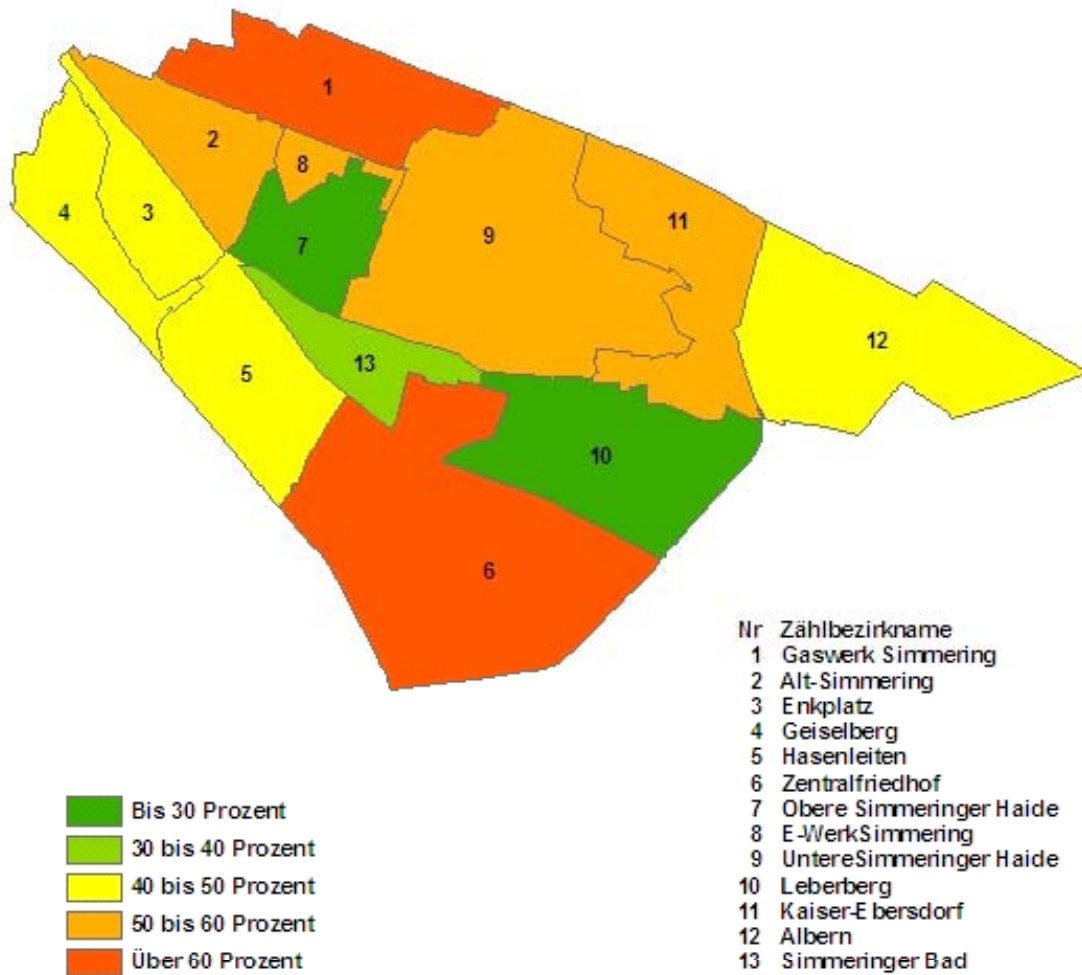 1
2
8
4
3
7
9
11
12
13
5
10
6
Nr Zählbezirkname
1 Gaswerk Simmering
2 Alt-Simmering
3 Enkplatz
4 Geiselberg
5 Hasenleiten
6 Zentralfriedhof
7 Obere Simmeringer Haide
8 E-WerkSimmering
9 UntereSimmeringer Haide
10 Leberberg
11 Kaiser-Ebersdorf
12 Albern
13 Simmeringer Bad
Bis 30 Prozent
30 bis 40 Prozent
40 bis 50 Prozent
50 bis 60 Prozent
Über 60 Prozent